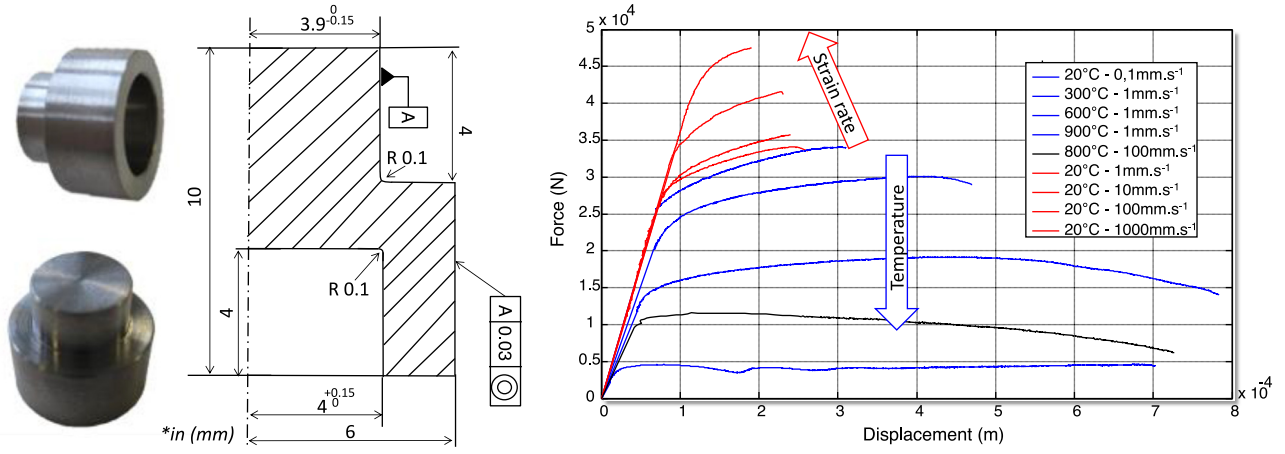 3.9 0 -0.15
10
4
A
R 0.1
R 0.1
4
A 0.03
4 +0.15 0
6
*in (mm)
x 10⁴
5
4.5
4
3.5
3
2.5
2
1.5
1
0.5
0
Force (N)
Strain rate
Temperature
20°C - 0,1mm.s⁻¹
300°C - 1mm.s⁻¹
600°C - 1mm.s⁻¹
900°C - 1mm.s⁻¹
800°C - 100mm.s⁻¹
20°C - 1mm.s⁻¹
20°C - 10mm.s⁻¹
20°C - 100mm.s⁻¹
20°C - 1000mm.s⁻¹
0 1 2 3 4 5 6 7 8
x 10⁻⁴
Displacement (m)